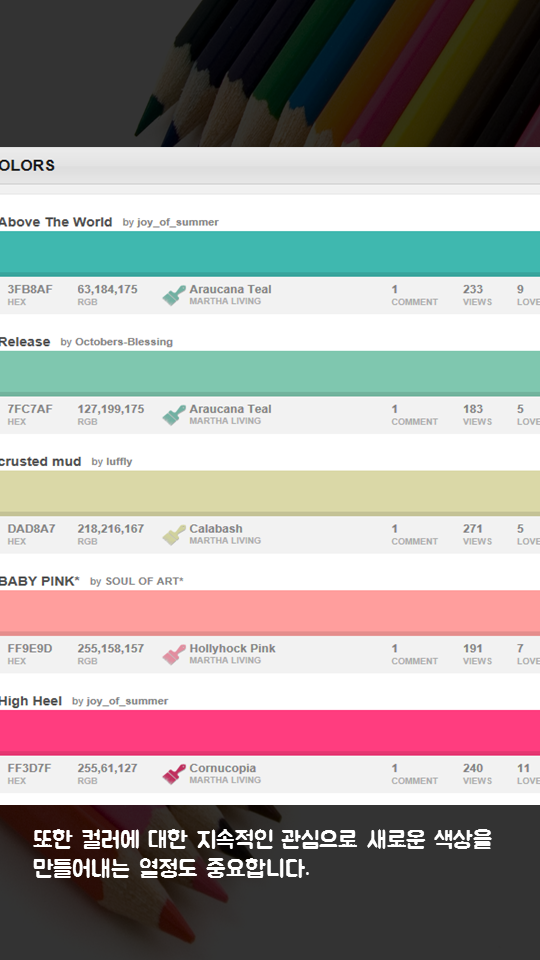 OLORS
Above The World by joy_of_summer
3FB8AF 63,184,175 Araucana Teal 1 233 9
HEX RGB MARTHA LIVING COMMENT VIEWS LOVE
Release by Octobers-Blessing
7FC7AF 127,199,175 Araucana Teal 1 183 5
HEX RGB MARTHA LIVING COMMENT VIEWS LOVE
crusted mud by luffly
DAD8A7 218,216,167 Calabash 1 271 5
HEX RGB MARTHA LIVING COMMENT VIEWS LOVE
BABY PINK* by SOUL OF ART*
FF9E9D 255,158,157 Hollyhock Pink 1 191 7
HEX RGB MARTHA LIVING COMMENT VIEWS LOVE
High Heel by joy_of_summer
FF3D7F 255,61,127 Cornucopia 1 240 11
HEX RGB MARTHA LIVING COMMENT VIEWS LOVE
또한 컬러에 대한 지속적인 관심으로 새로운 색상을
만들어내는 열정도 중요합니다.